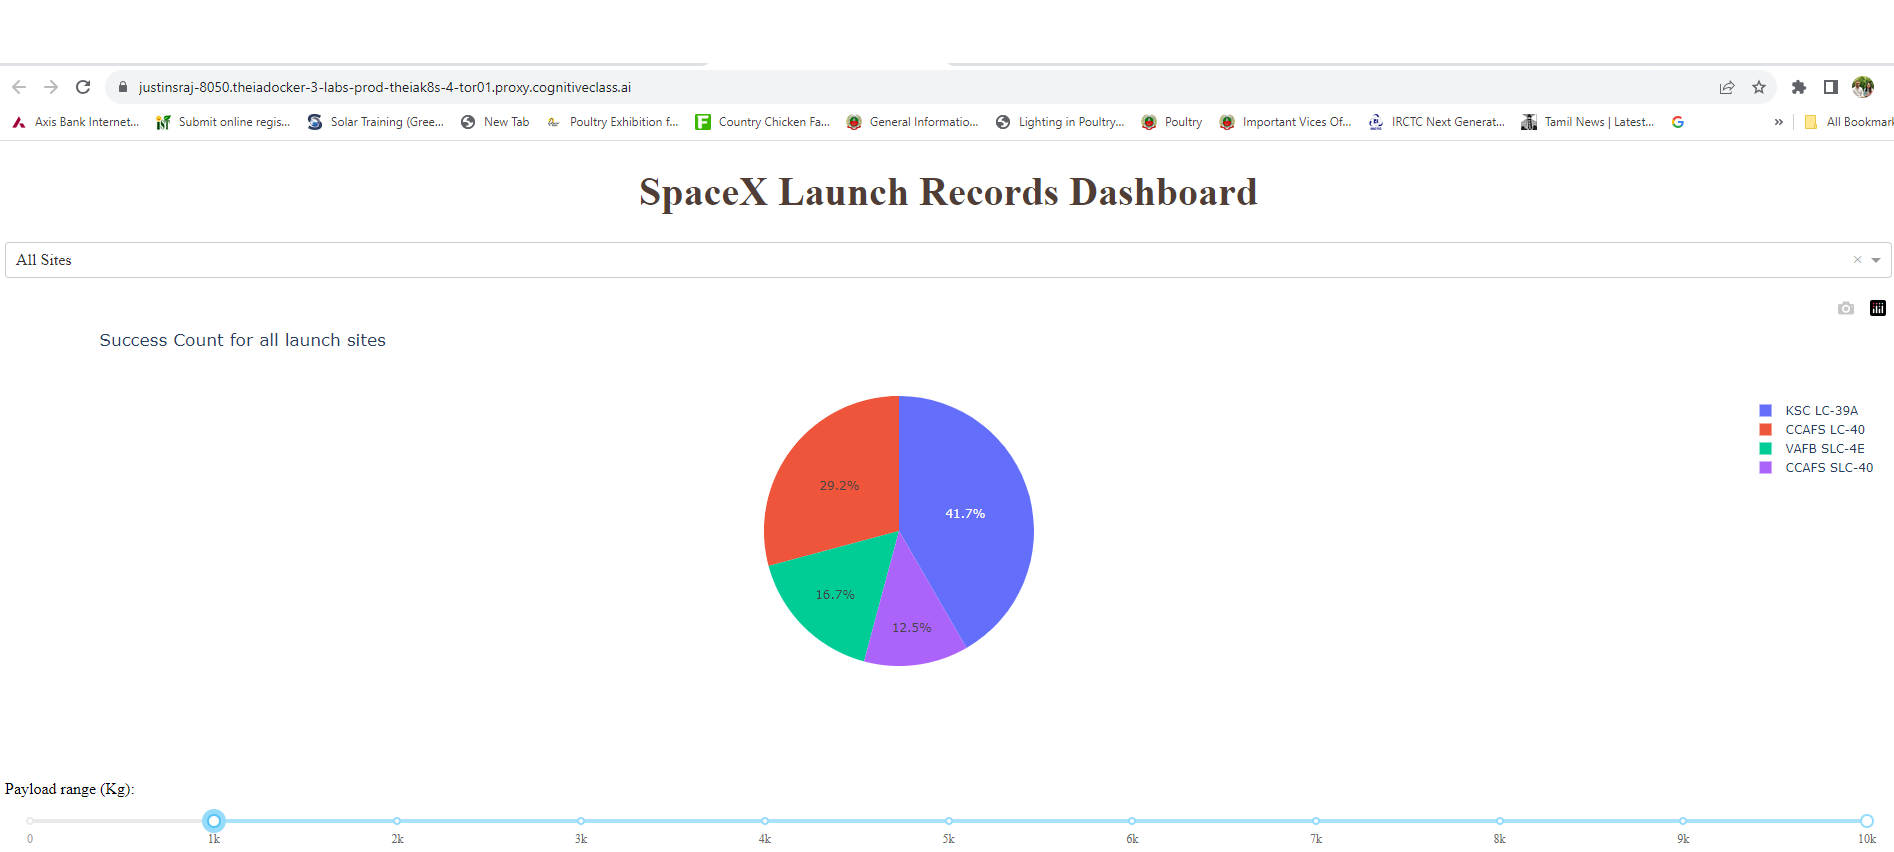 justinsraj-8050.theiadocker-3-labs-prod-theiak8s-4-tor01.proxy.cognitiveclass.ai
Axis Bank Internet... Submit online regis... Solar Training (Gree... New Tab Poultry Exhibition f... Country Chicken Fa... General Informatio... Lighting in Poultry... Poultry Important Vices Of... IRCTC Next Generat... Tamil News | Latest... » All Bookmark
SpaceX Launch Records Dashboard
All Sites
Success Count for all launch sites
KSC LC-39A
CCAFS LC-40
VAFB SLC-4E
CCAFS SLC-40
29.2%
41.7%
16.7%
12.5%
Payload range (Kg):
0 1k 2k 3k 4k 5k 6k 7k 8k 9k 10k